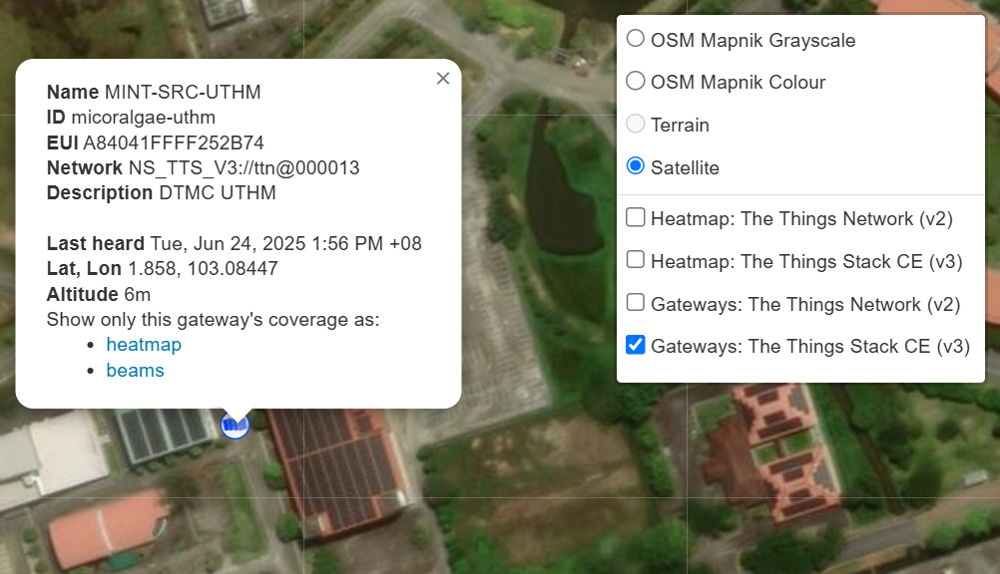 ×
Name MINT-SRC-UTHM
ID micoralgae-uthm
EUI A84041FFFF252B74
Network NS_TTS_V3://ttn@000013
Description DTMC UTHM
Last heard Tue, Jun 24, 2025 1:56 PM +08
Lat, Lon 1.858, 103.08447
Altitude 6m
Show only this gateway's coverage as:
• heatmap
• beams
OSM Mapnik Grayscale
OSM Mapnik Colour
Terrain
Satellite
Heatmap: The Things Network (v2)
Heatmap: The Things Stack CE (v3)
Gateways: The Things Network (v2)
Gateways: The Things Stack CE (v3)